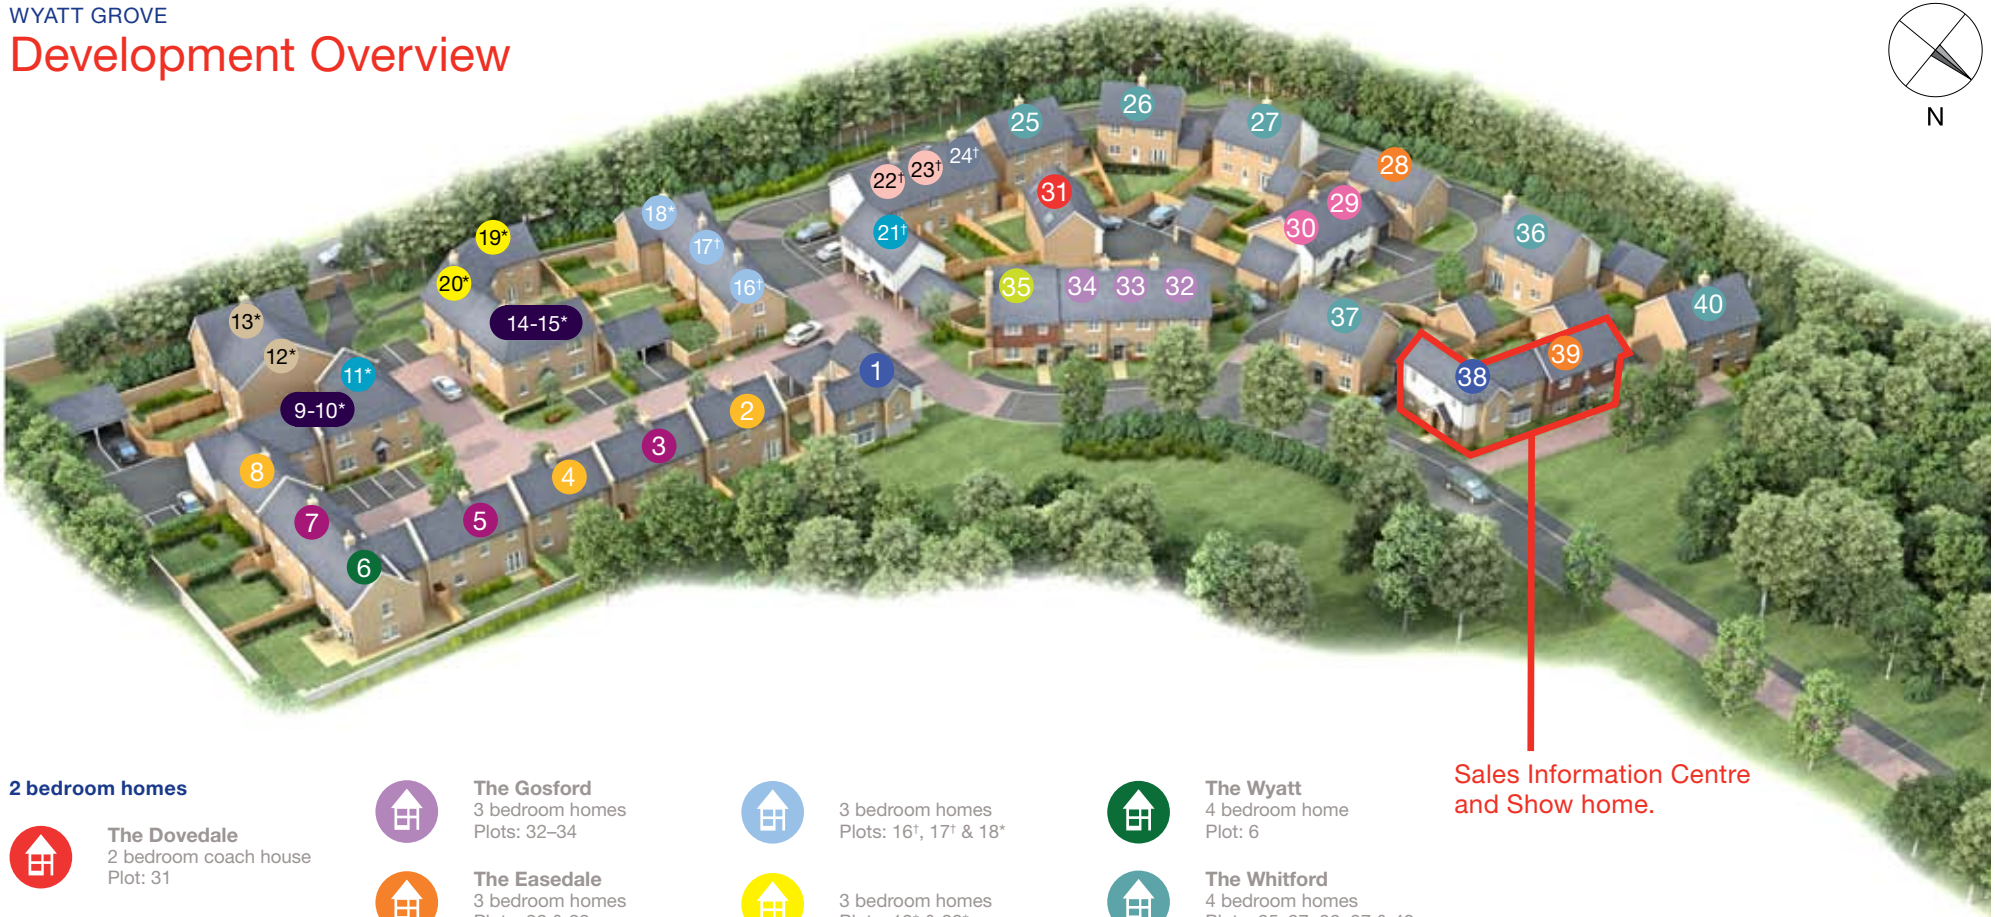 WYATT GROVE
Development Overview
N
26
25
27
24†
23†
22†
28
31
29
18*
30
21†
36
19*
17†
20*
16†
35
34
33
32
40
13*
14-15*
37
12*
39
11*
1
38
9-10*
2
3
8
4
7
5
6
Sales Information Centre
and Show home.
2 bedroom homes
The Dovedale
2 bedroom coach house
Plot: 31
The Gosford
3 bedroom homes
Plots: 32–34
The Easedale
3 bedroom homes
3 bedroom homes
Plots: 16†, 17† & 18*
3 bedroom homes
The Wyatt
4 bedroom home
Plot: 6
The Whitford
4 bedroom homes